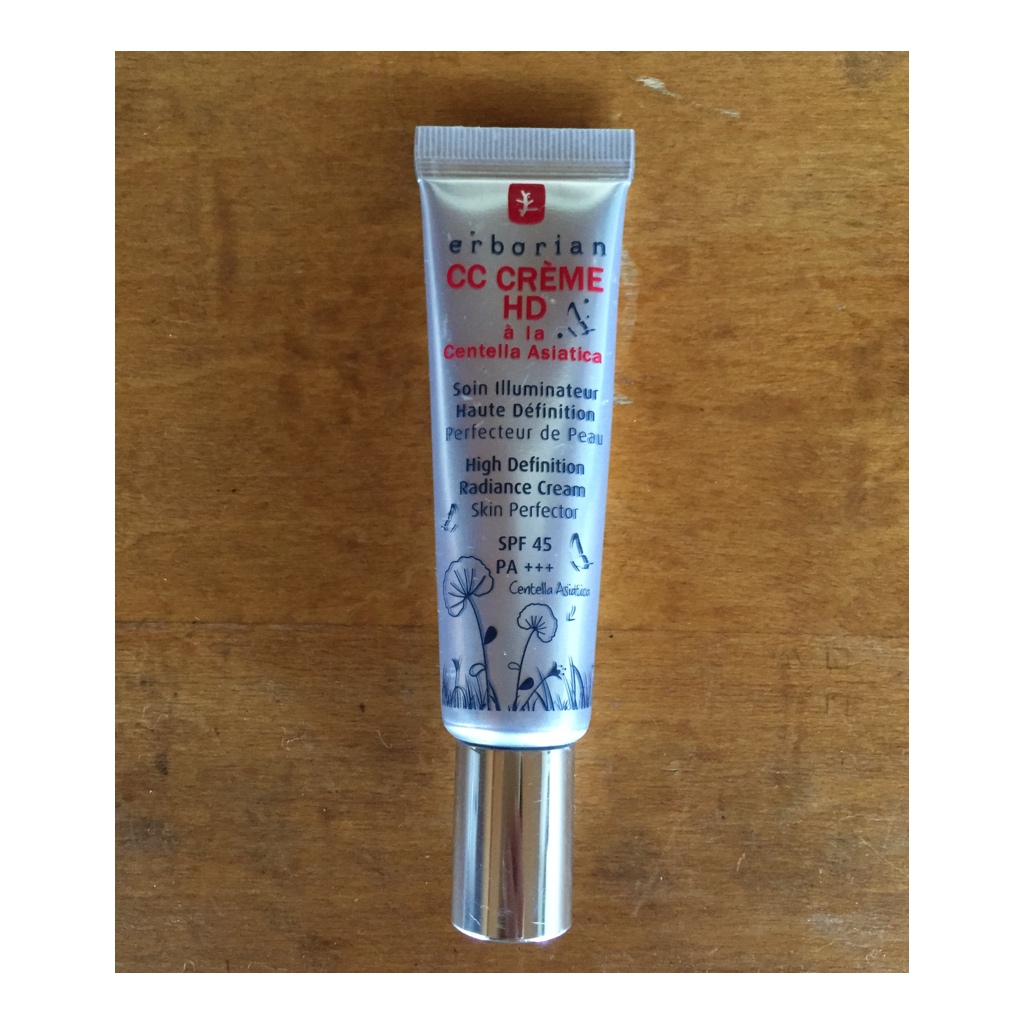 erborian
CC CRÈME
HD
à la
Centella Asiatica
Soin Illuminateur
Haute Définition
Perfecteur de Peau
High Definition
Radiance Cream
Skin Perfector
SPF 45
PA +++
Centella Asiatica